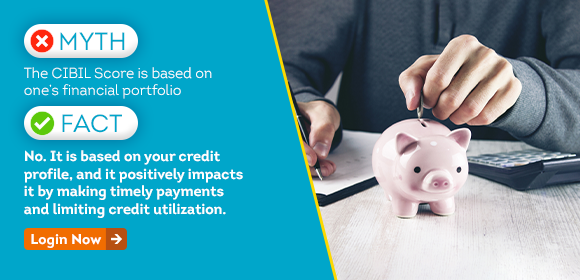 MYTH
The CIBIL Score is based on
one's financial portfolio
FACT
No. It is based on your credit
profile, and it positively impacts
it by making timely payments
and limiting credit utilization.
Login Now